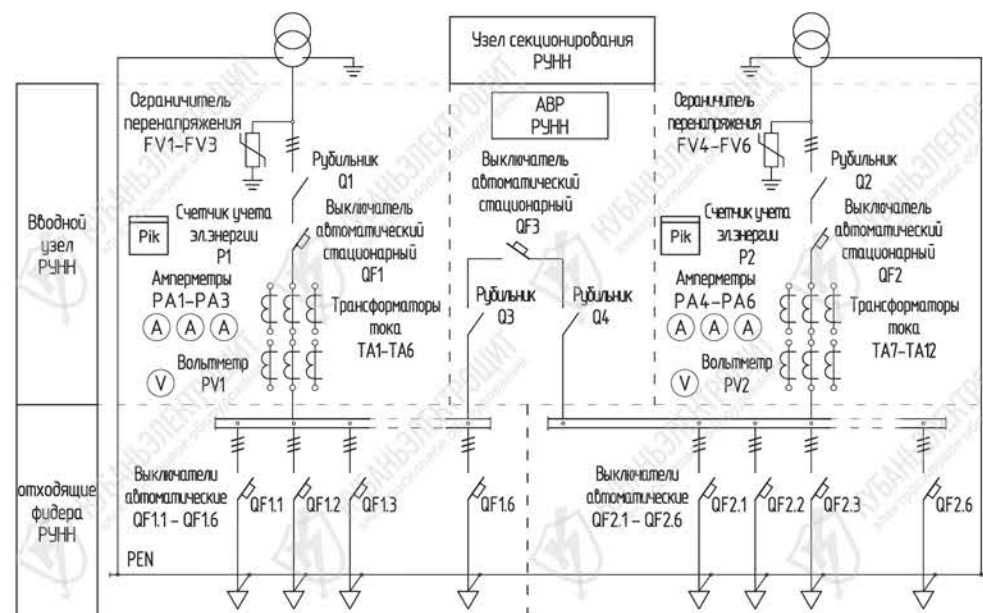 Узел секционирования
РУНН
Вводной
узел
РУНН
Ограничитель
перенапряжения
FV1-FV3
Рубильник
Q1
Счетчик учета
эл.энергии
P1
Pik
Выключатель
автоматический
стационарный
QF1
Амперметры
PA1-PA3
A A A
Трансформаторы
тока
TA1-TA6
Вольтметр
PV1
V
АВР
РУНН
Выключатель
автоматический
стационарный
QF3
Рубильник
Q3
Рубильник
Q4
Ограничитель
перенапряжения
FV4-FV6
Рубильник
Q2
Счетчик учета
эл.энергии
P2
Pik
Выключатель
автоматический
стационарный
QF2
Амперметры
PA4-PA6
A A A
Трансформаторы
тока
TA7-TA12
Вольтметр
PV2
V
отходящие
фидера
РУНН
Выключатели
автоматические
QF1.1 - QF1.6
QF1.1 QF1.2 QF1.3 QF1.6
Выключатели
автоматические
QF2.1 - QF2.6
QF2.1 QF2.2 QF2.3 QF2.6
PEN
КУБАНЬЭЛЕКТРОЩИТ